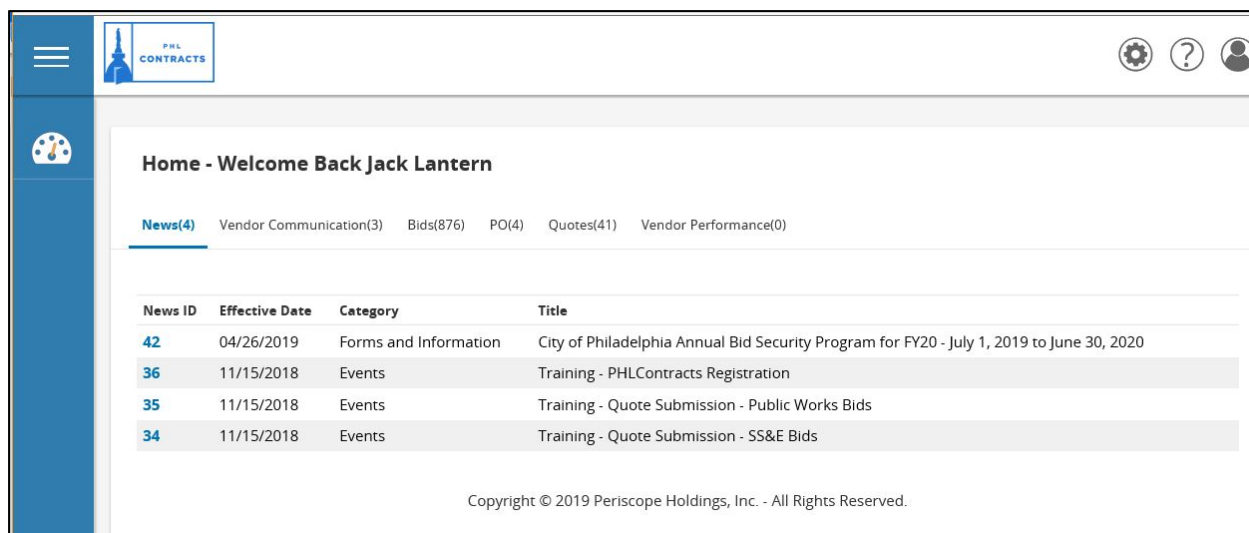 PHL
CONTRACTS
?
Home - Welcome Back Jack Lantern
News(4) Vendor Communication(3) Bids(876) PO(4) Quotes(41) Vendor Performance(0)
News ID Effective Date Category Title
42 04/26/2019 Forms and Information City of Philadelphia Annual Bid Security Program for FY20 - July 1, 2019 to June 30, 2020
36 11/15/2018 Events Training - PHLContracts Registration
35 11/15/2018 Events Training - Quote Submission - Public Works Bids
34 11/15/2018 Events Training - Quote Submission - SS&E Bids
Copyright © 2019 Periscope Holdings, Inc. - All Rights Reserved.